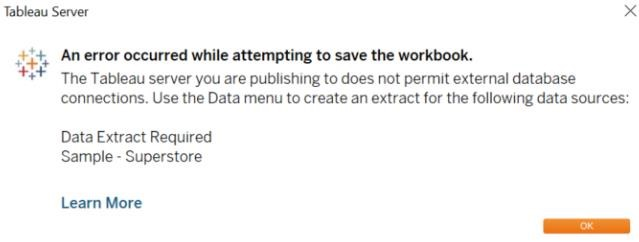 Tableau Server
An error occurred while attempting to save the workbook.
The Tableau server you are publishing to does not permit external database
connections. Use the Data menu to create an extract for the following data sources:
Data Extract Required
Sample - Superstore
Learn More
OK